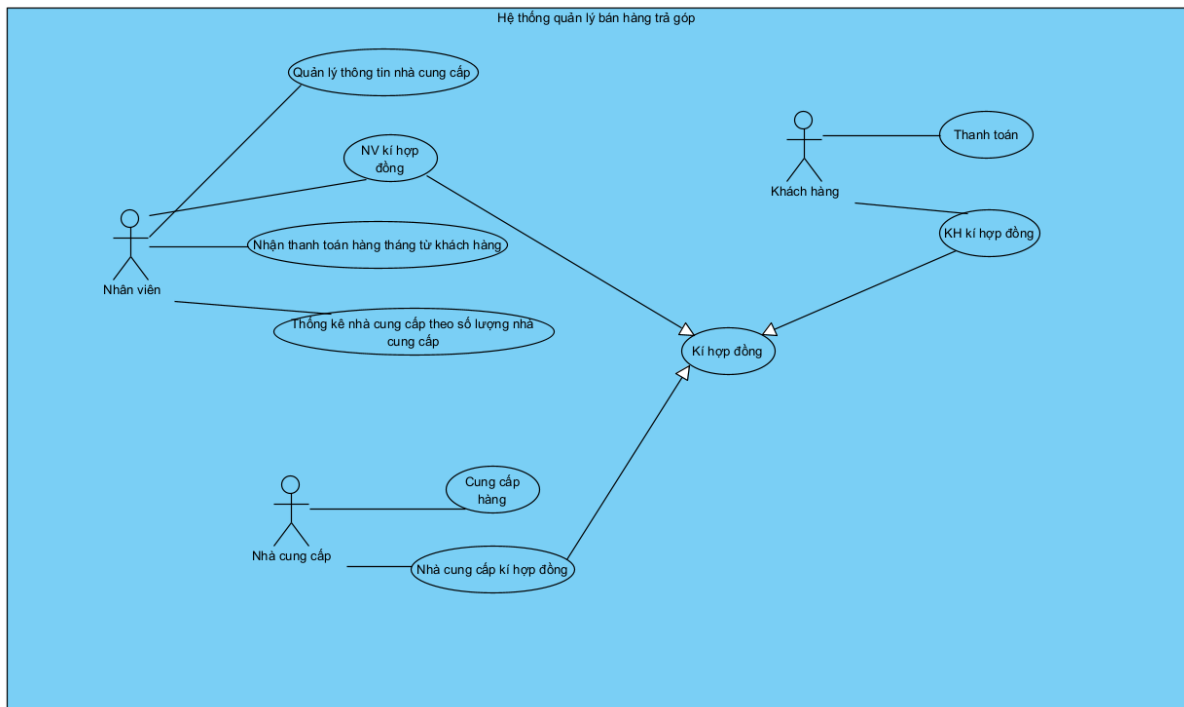 Hệ thống quản lý bán hàng trả góp
Quản lý thông tin nhà cung cấp
NV kí hợp
đồng
Thanh toán
Khách hàng
KH kí hợp đồng
Nhận thanh toán hàng tháng từ khách hàng
Nhân viên
Thống kê nhà cung cấp theo số lượng nhà
cung cấp
Kí hợp đồng
Cung cấp
hàng
Nhà cung cấp
Nhà cung cấp kí hợp đồng